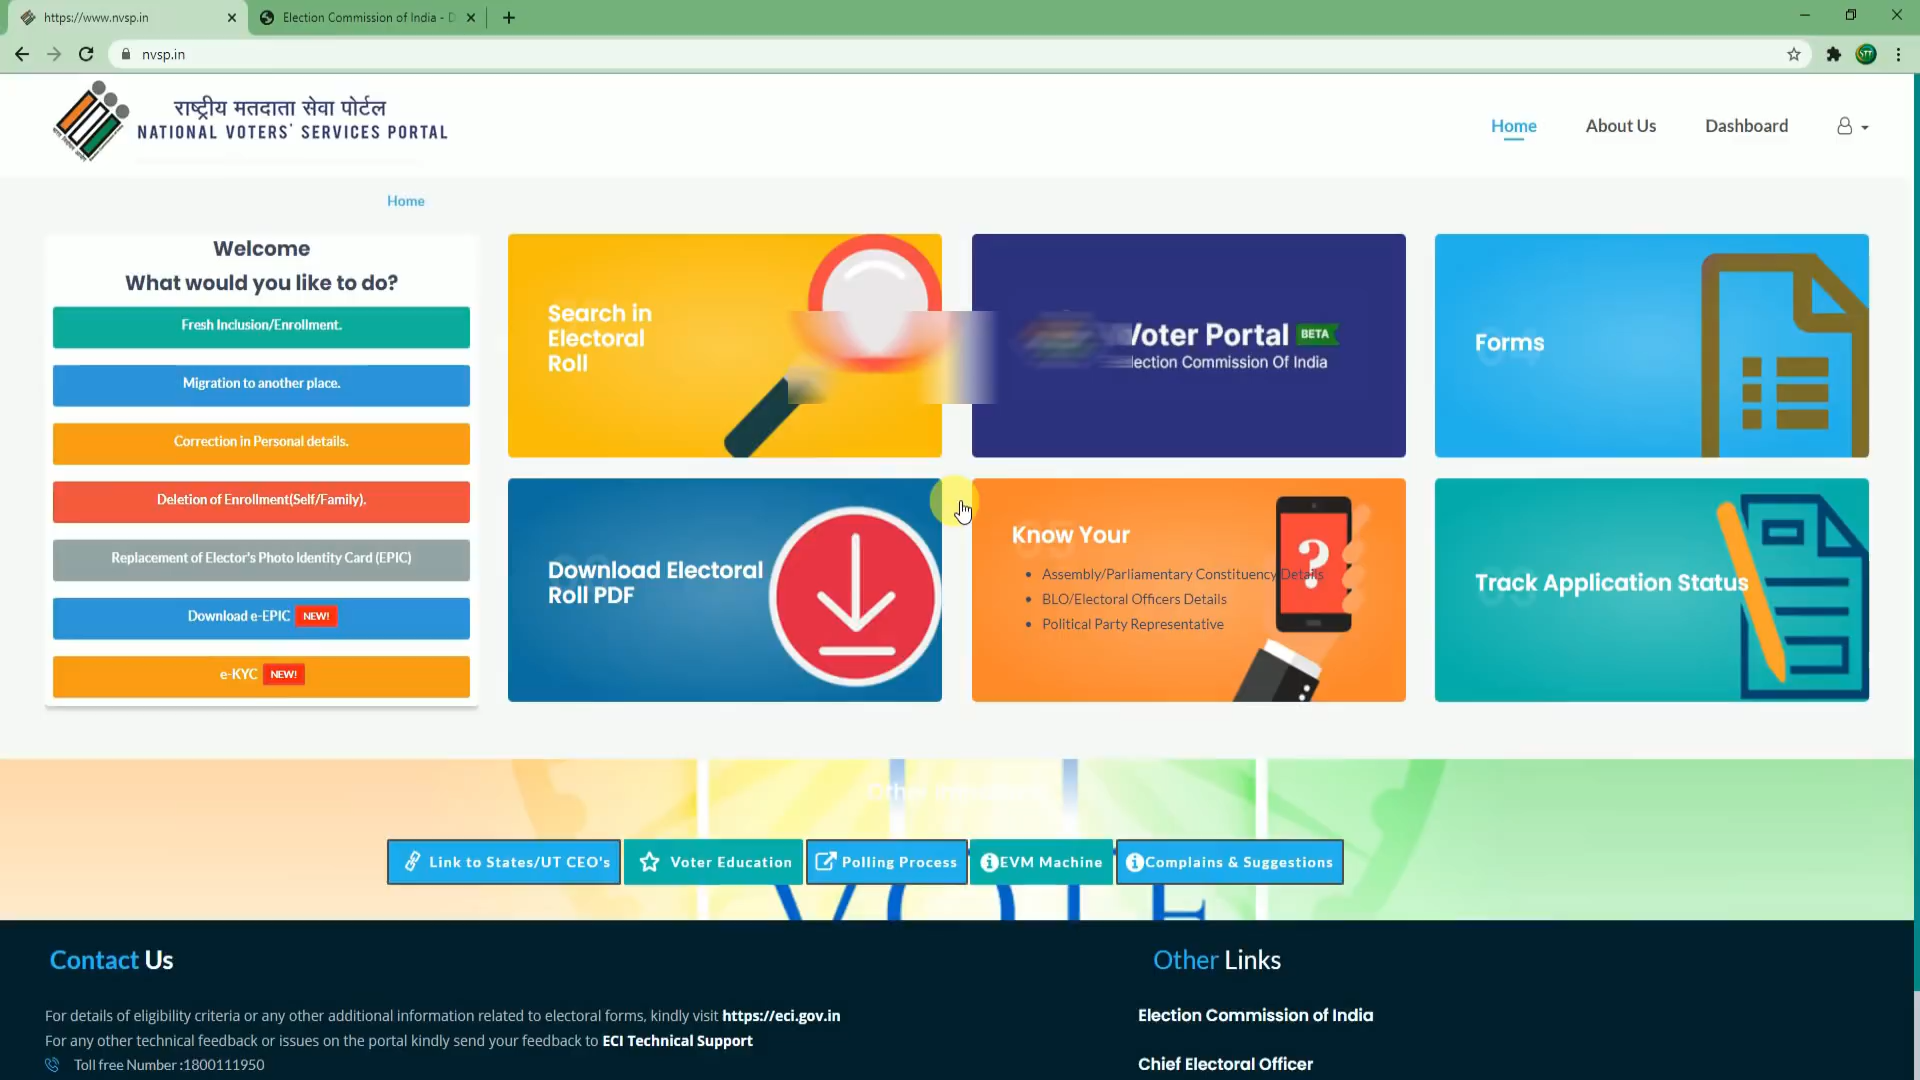 https://www.nvsp.in
Election Commission of India - D
nvsp.in
राष्ट्रीय मतदाता सेवा पोर्टल
NATIONAL VOTERS' SERVICES PORTAL
Home
About Us
Dashboard
Home
Welcome
What would you like to do?
Fresh Inclusion/Enrollment.
Migration to another place.
Correction in Personal details.
Deletion of Enrollment(Self/Family).
Replacement of Elector's Photo Identity Card (EPIC)
Download e-EPIC NEW!
e-KYC NEW!
Search in
Electoral
Roll
Voter Portal BETA
lection Commission Of India
Forms
Download Electoral
Roll PDF
Know Your
Assembly/Parliamentary Constituency Details
BLO/Electoral Officers Details
Political Party Representative
?
Track Application Status
Link to States/UT CEO's
Voter Education
Polling Process
EVM Machine
Complains & Suggestions
VOTE
Contact Us
For details of eligibility criteria or any other additional information related to electoral forms, kindly visit https://eci.gov.in
For any other technical feedback or issues on the portal kindly send your feedback to ECI Technical Support
Toll free Number :1800111950
Other Links
Election Commission of India
Chief Electoral Officer